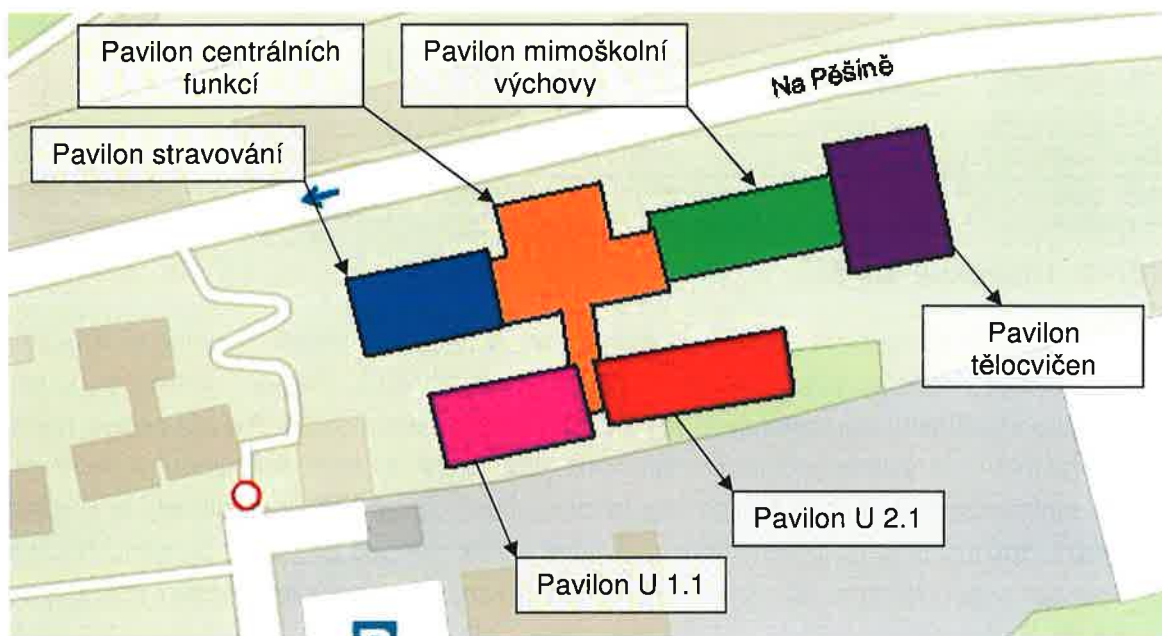 Pavilon centrálních
funkcí
Pavilon mimoškolní
výchovy
Na Pěšině
Pavilon stravování
Pavilon
tělocvičen
Pavilon U 2.1
Pavilon U 1.1